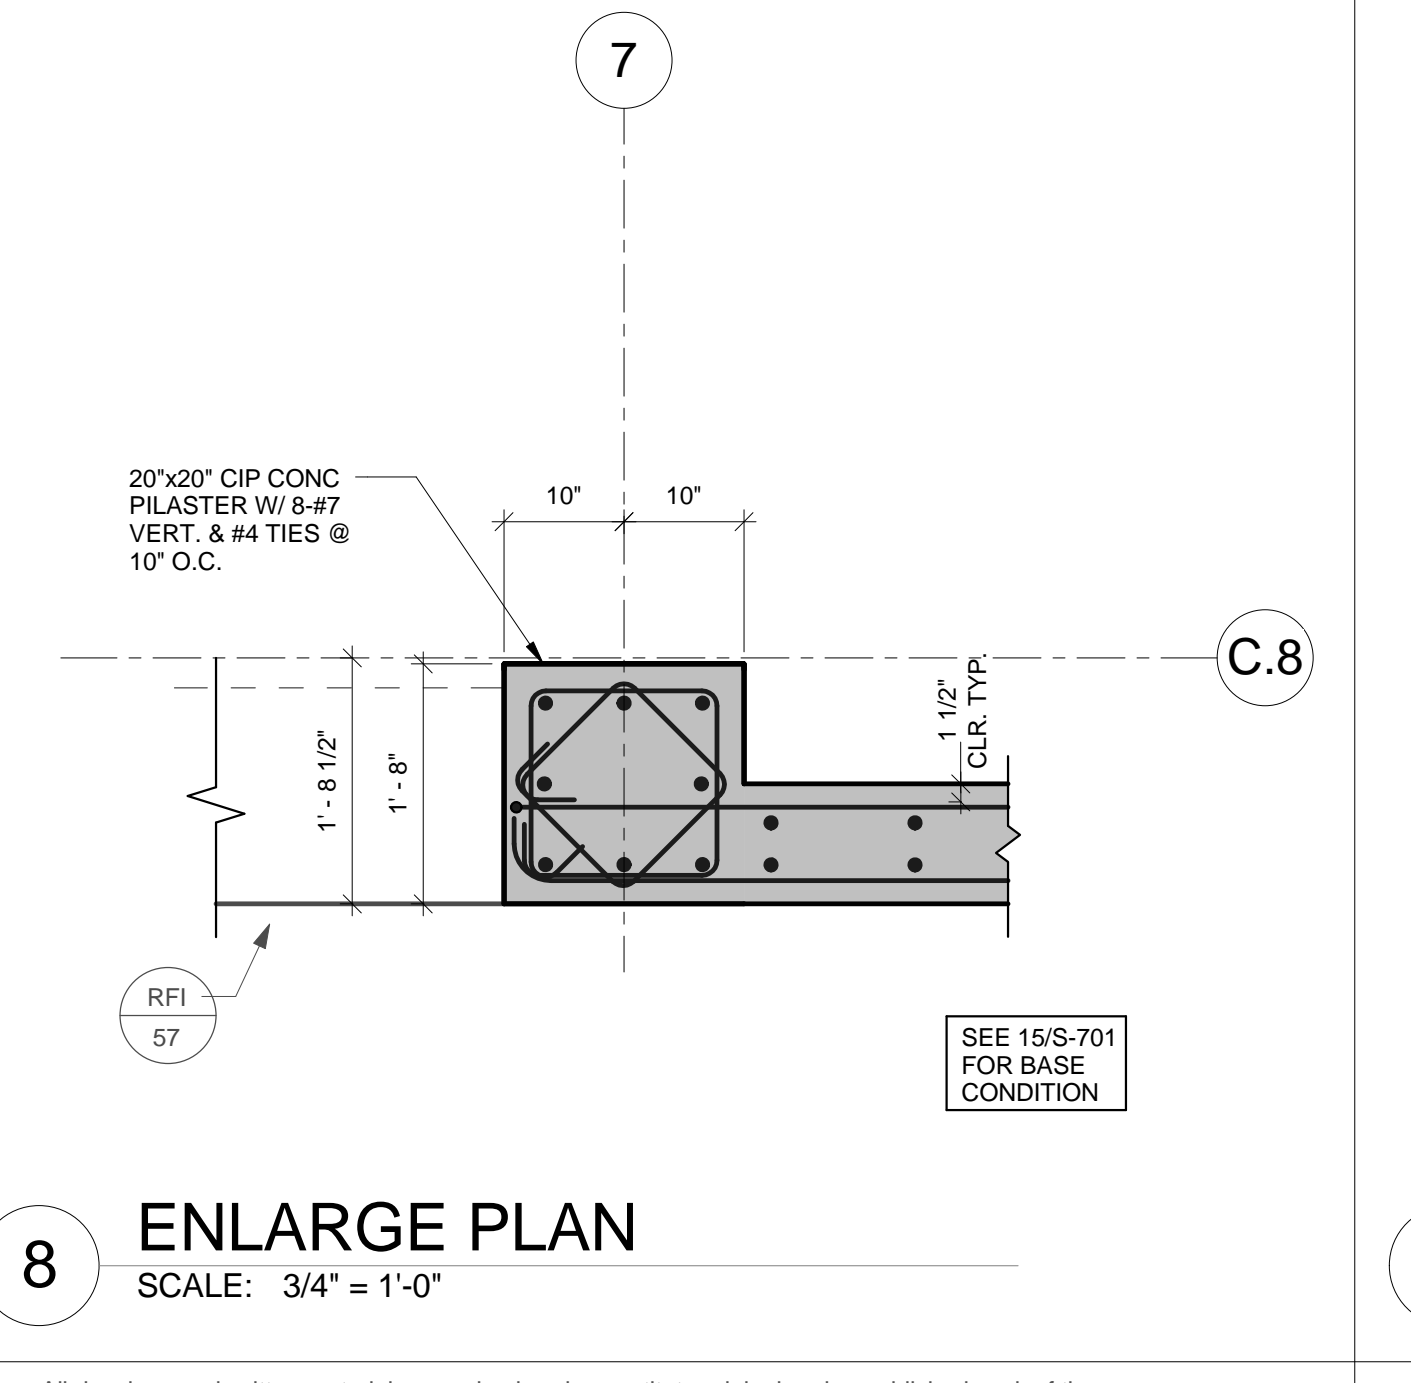 7
20"x20" CIP CONC
PILASTER W/ 8-#7
VERT. & #4 TIES @
10" O.C.
10"
10"
C.8
1' - 8 1/2"
1' - 8"
1 1/2"
CLR. TYP.
RFI
57
SEE 15/S-701
FOR BASE
CONDITION
8
ENLARGE PLAN
SCALE: 3/4" = 1'-0"